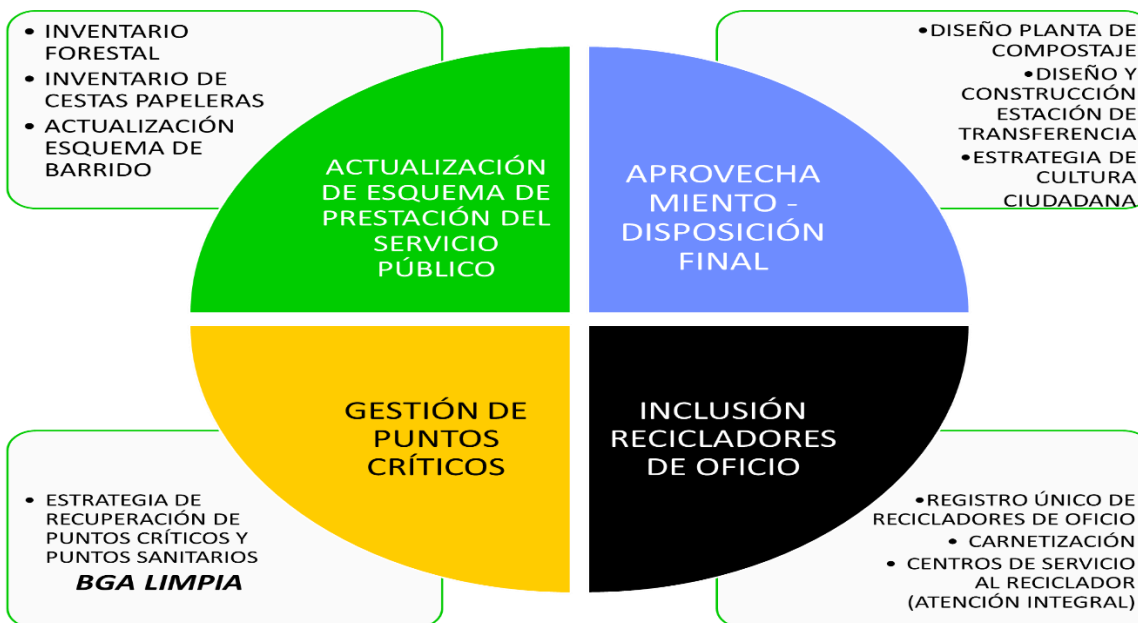 • INVENTARIO
FORESTAL
• INVENTARIO DE
CESTAS PAPELERAS
• ACTUALIZACIÓN
ESQUEMA DE
BARRIDO
ACTUALIZACIÓN
DE ESQUEMA DE
PRESTACIÓN DEL
SERVICIO
PÚBLICO
APROVECHA
MIENTO -
DISPOSICIÓN
FINAL
•DISEÑO PLANTA DE
COMPOSTAJE
•DISEÑO Y
CONSTRUCCIÓN
ESTACIÓN DE
TRANSFERENCIA
•ESTRATEGIA DE
CULTURA
CIUDADANA
GESTIÓN DE
PUNTOS
CRÍTICOS
INCLUSIÓN
RECICLADORES
DE OFICIO
• ESTRATEGIA DE
RECUPERACIÓN DE
PUNTOS CRÍTICOS Y
PUNTOS SANITARIOS
BGA LIMPIA
•REGISTRO ÚNICO DE
RECICLADORES DE OFICIO
• CARNETIZACIÓN
• CENTROS DE SERVICIO
AL RECICLADOR
(ATENCIÓN INTEGRAL)